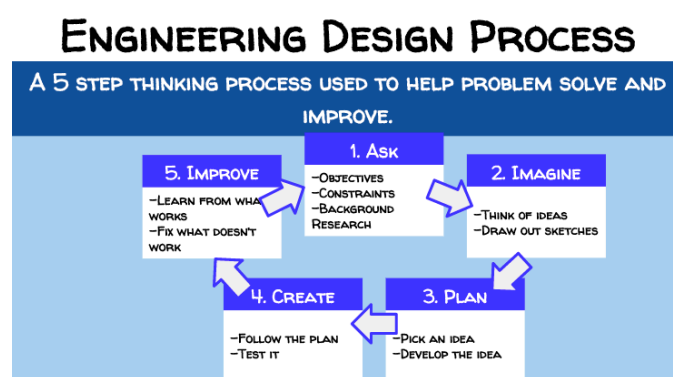 Engineering Design Process
A 5 step thinking process used to help problem solve and
improve.
1. Ask
-Objectives
-Constraints
-Background
Research
2. Imagine
-Think of ideas
-Draw out sketches
3. Plan
-Pick an idea
-Develop the idea
4. Create
-Follow the plan
-Test it
5. Improve
-Learn from what
works
-Fix what doesn't
work